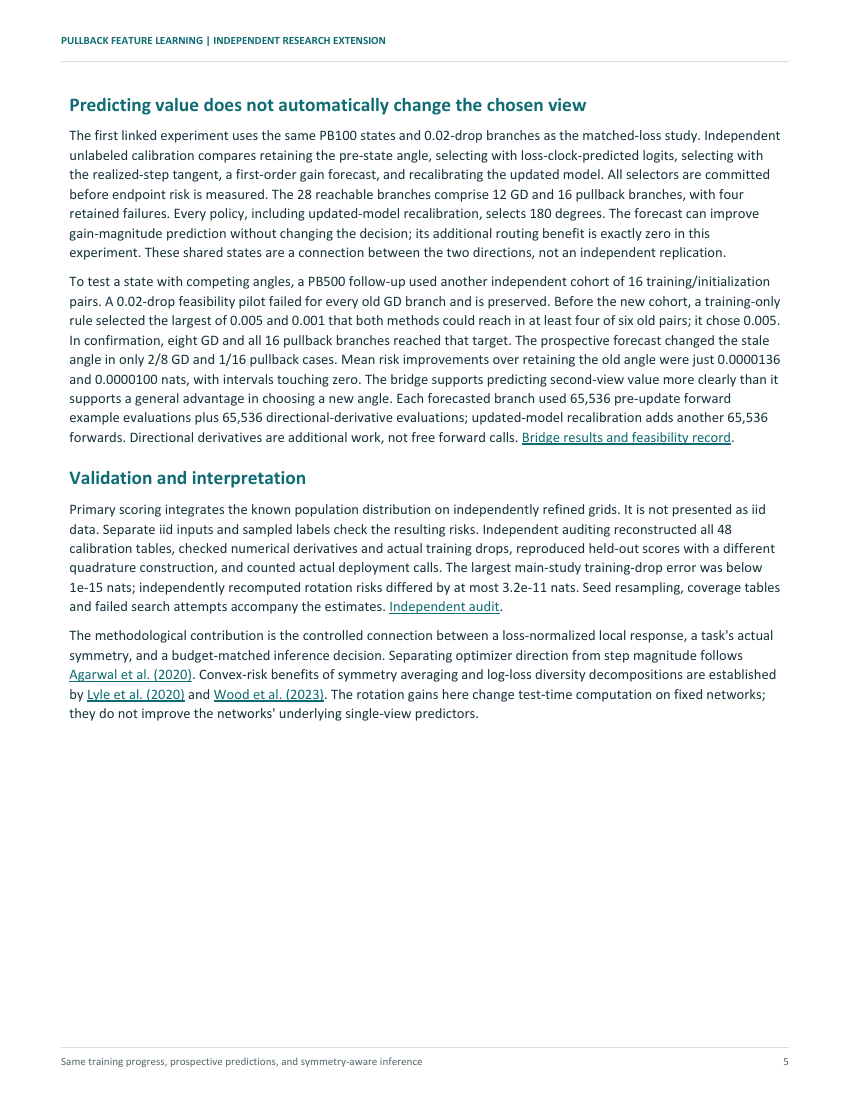 PULLBACK FEATURE LEARNING | INDEPENDENT RESEARCH EXTENSION
Predicting value does not automatically change the chosen view
The first linked experiment uses the same PB100 states and 0.02-drop branches as the matched-loss study. Independent
unlabeled calibration compares retaining the pre-state angle, selecting with loss-clock-predicted logits, selecting with
the realized-step tangent, a first-order gain forecast, and recalibrating the updated model. All selectors are committed
before endpoint risk is measured. The 28 reachable branches comprise 12 GD and 16 pullback branches, with four
retained failures. Every policy, including updated-model recalibration, selects 180 degrees. The forecast can improve
gain-magnitude prediction without changing the decision; its additional routing benefit is exactly zero in this
experiment. These shared states are a connection between the two directions, not an independent replication.
To test a state with competing angles, a PB500 follow-up used another independent cohort of 16 training/initialization
pairs. A 0.02-drop feasibility pilot failed for every old GD branch and is preserved. Before the new cohort, a training-only
rule selected the largest of 0.005 and 0.001 that both methods could reach in at least four of six old pairs; it chose 0.005.
In confirmation, eight GD and all 16 pullback branches reached that target. The prospective forecast changed the stale
angle in only 2/8 GD and 1/16 pullback cases. Mean risk improvements over retaining the old angle were just 0.0000136
and 0.0000100 nats, with intervals touching zero. The bridge supports predicting second-view value more clearly than it
supports a general advantage in choosing a new angle. Each forecasted branch used 65,536 pre-update forward
example evaluations plus 65,536 directional-derivative evaluations; updated-model recalibration adds another 65,536
forwards. Directional derivatives are additional work, not free forward calls. Bridge results and feasibility record.
Validation and interpretation
Primary scoring integrates the known population distribution on independently refined grids. It is not presented as iid
data. Separate iid inputs and sampled labels check the resulting risks. Independent auditing reconstructed all 48
calibration tables, checked numerical derivatives and actual training drops, reproduced held-out scores with a different
quadrature construction, and counted actual deployment calls. The largest main-study training-drop error was below
1e-15 nats; independently recomputed rotation risks differed by at most 3.2e-11 nats. Seed resampling, coverage tables
and failed search attempts accompany the estimates. Independent audit.
The methodological contribution is the controlled connection between a loss-normalized local response, a task's actual
symmetry, and a budget-matched inference decision. Separating optimizer direction from step magnitude follows
Agarwal et al. (2020). Convex-risk benefits of symmetry averaging and log-loss diversity decompositions are established
by Lyle et al. (2020) and Wood et al. (2023). The rotation gains here change test-time computation on fixed networks;
they do not improve the networks' underlying single-view predictors.
Same training progress, prospective predictions, and symmetry-aware inference
5